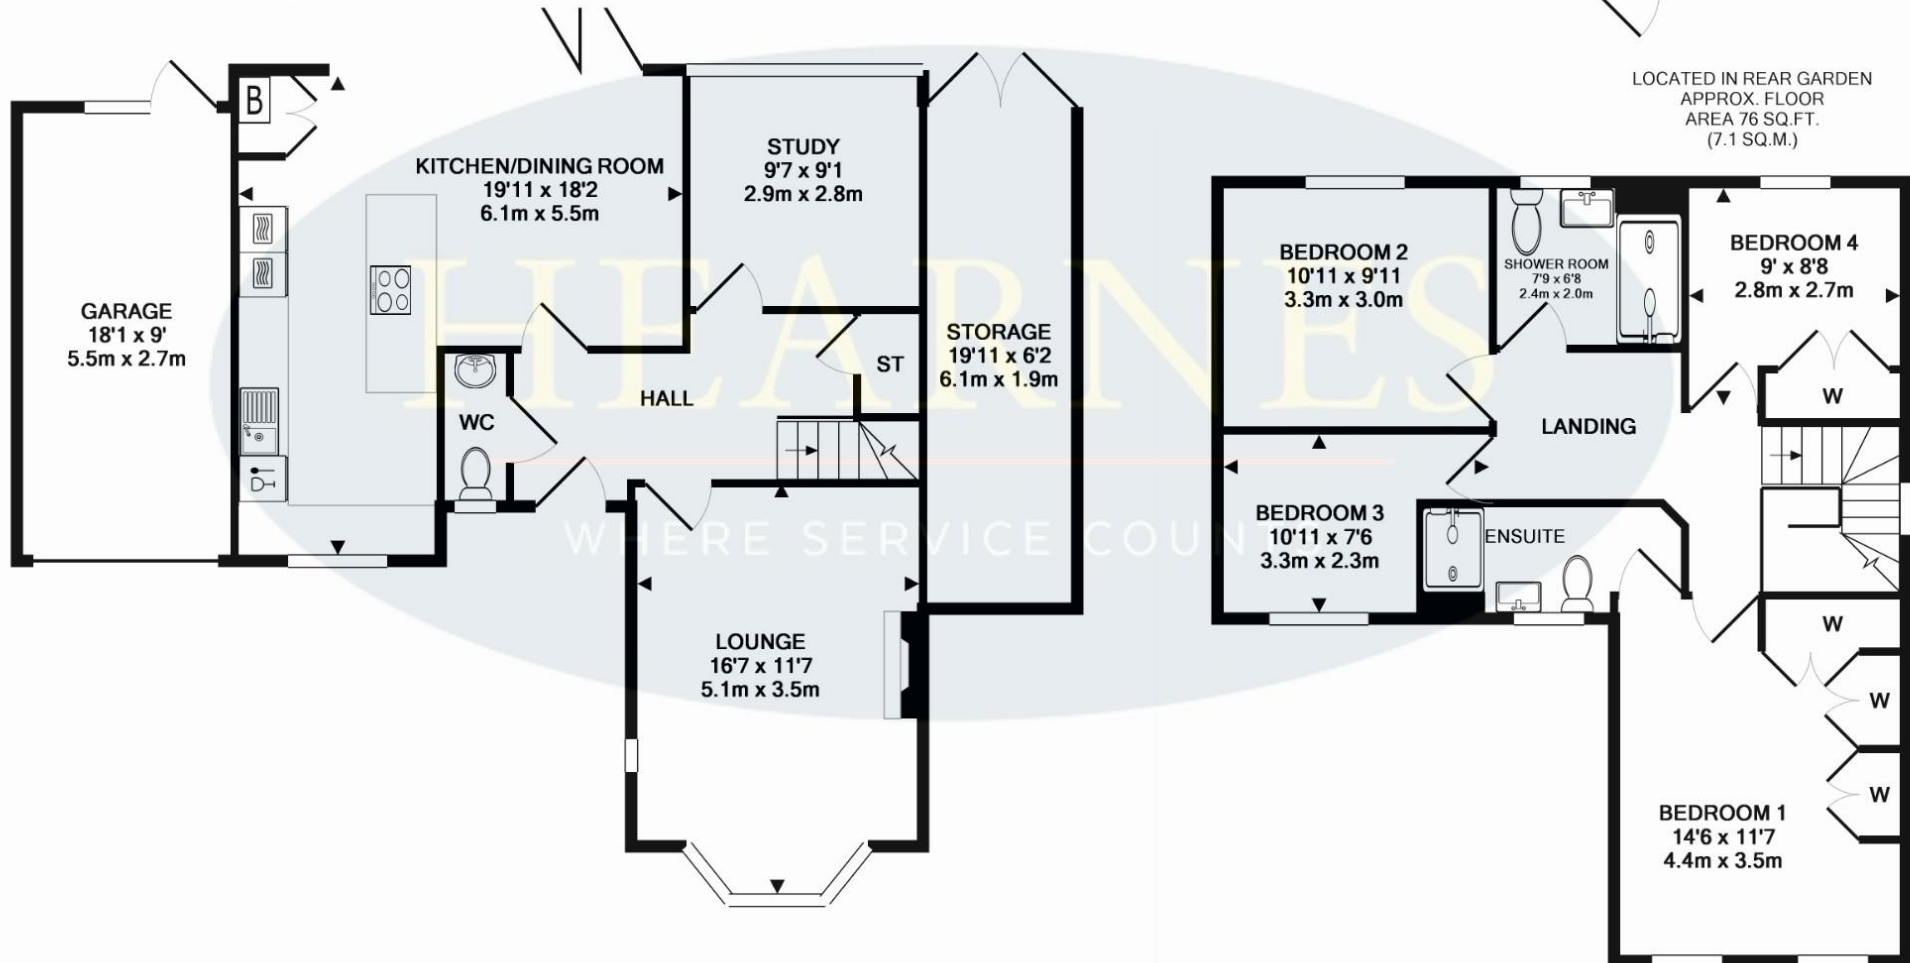 LOCATED IN REAR GARDEN
APPROX. FLOOR
AREA 76 SQ.FT.
(7.1 SQ.M.)
B
KITCHEN/DINING ROOM
19'11 x 18'2
6.1m x 5.5m
STUDY
9'7 x 9'1
2.9m x 2.8m
GARAGE
18'1 x 9'
5.5m x 2.7m
STORAGE
19'11 x 6'2
6.1m x 1.9m
ST
HALL
WC
LOUNGE
16'7 x 11'7
5.1m x 3.5m
BEDROOM 2
10'11 x 9'11
3.3m x 3.0m
SHOWER ROOM
7'9 x 6'8
2.4m x 2.0m
BEDROOM 4
9' x 8'8
2.8m x 2.7m
W
LANDING
BEDROOM 3
10'11 x 7'6
3.3m x 2.3m
ENSUITE
W
W
W
BEDROOM 1
14'6 x 11'7
4.4m x 3.5m
HEARNES
WHERE SERVICE COUNTS